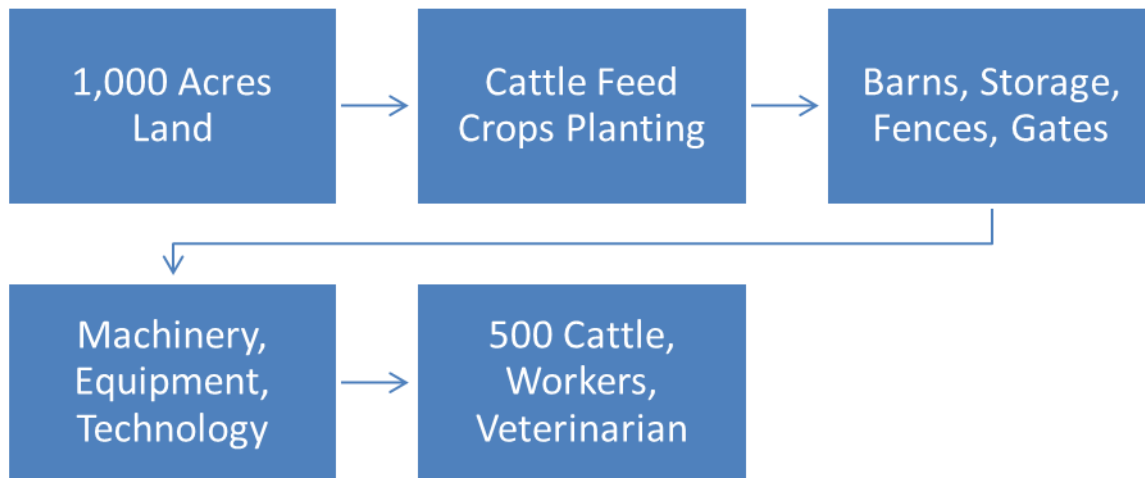 1,000 Acres
Land
Cattle Feed
Crops Planting
Barns, Storage,
Fences, Gates
Machinery,
Equipment,
Technology
500 Cattle,
Workers,
Veterinarian